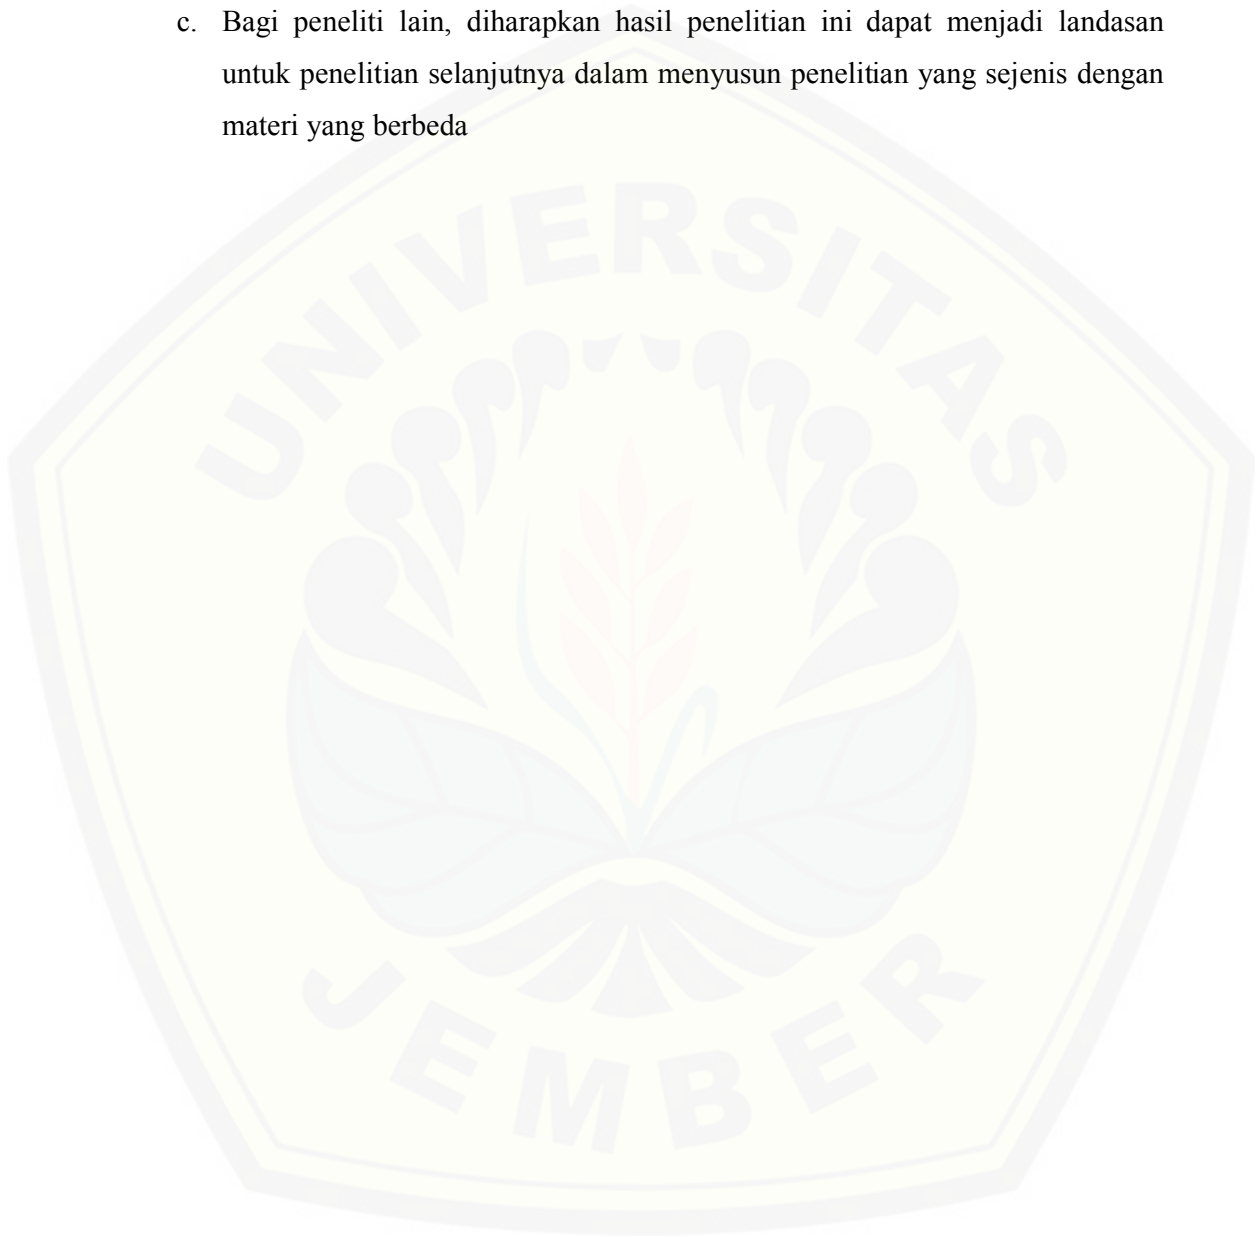 c. Bagi peneliti lain, diharapkan hasil penelitian ini dapat menjadi landasan
untuk penelitian selanjutnya dalam menyusun penelitian yang sejenis dengan
materi yang berbeda
UNIVERSITAS
JEMBER